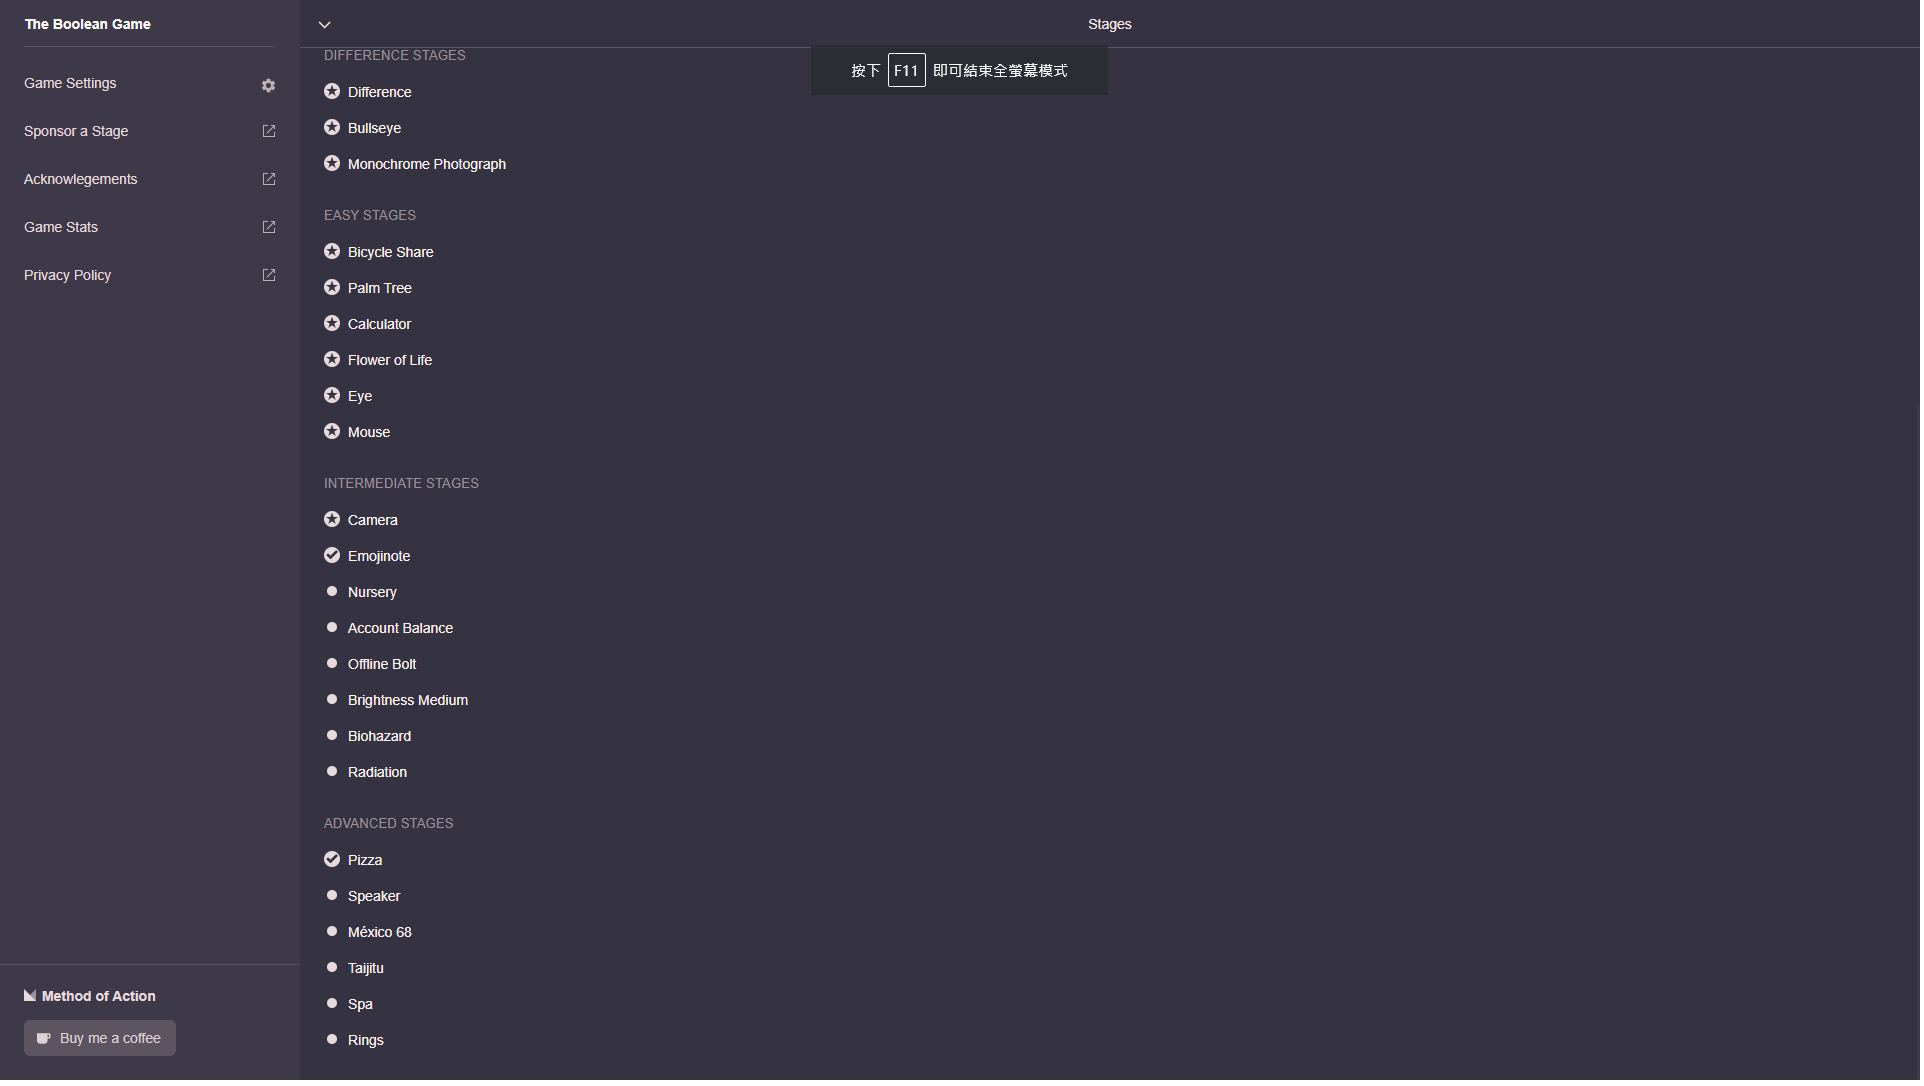 The Boolean Game
Game Settings
Sponsor a Stage
Acknowlegements
Game Stats
Privacy Policy
Method of Action
Buy me a coffee
Stages
按下 F11 即可結束全螢幕模式
DIFFERENCE STAGES
Difference
Bullseye
Monochrome Photograph
EASY STAGES
Bicycle Share
Palm Tree
Calculator
Flower of Life
Eye
Mouse
INTERMEDIATE STAGES
Camera
Emojinote
Nursery
Account Balance
Offline Bolt
Brightness Medium
Biohazard
Radiation
ADVANCED STAGES
Pizza
Speaker
México 68
Taijitu
Spa
Rings